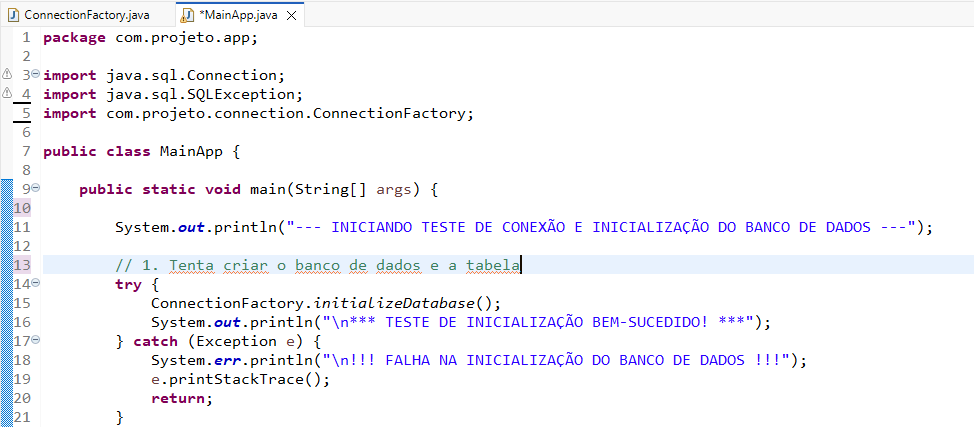 ConnectionFactory.java *MainApp.java
1 package com.projeto.app;
2
3 import java.sql.Connection;
4 import java.sql.SQLException;
5 import com.projeto.connection.ConnectionFactory;
6
7 public class MainApp {
8
9 public static void main(String[] args) {
10
11 System.out.println("--- INICIANDO TESTE DE CONEXÃO E INICIALIZAÇÃO DO BANCO DE DADOS ---");
12
13 // 1. Tenta criar o banco de dados e a tabela
14 try {
15 ConnectionFactory.initializeDatabase();
16 System.out.println("\n*** TESTE DE INICIALIZAÇÃO BEM-SUCEDIDO! ***");
17 } catch (Exception e) {
18 System.err.println("\n!!! FALHA NA INICIALIZAÇÃO DO BANCO DE DADOS !!!");
19 e.printStackTrace();
20 return;
21 }